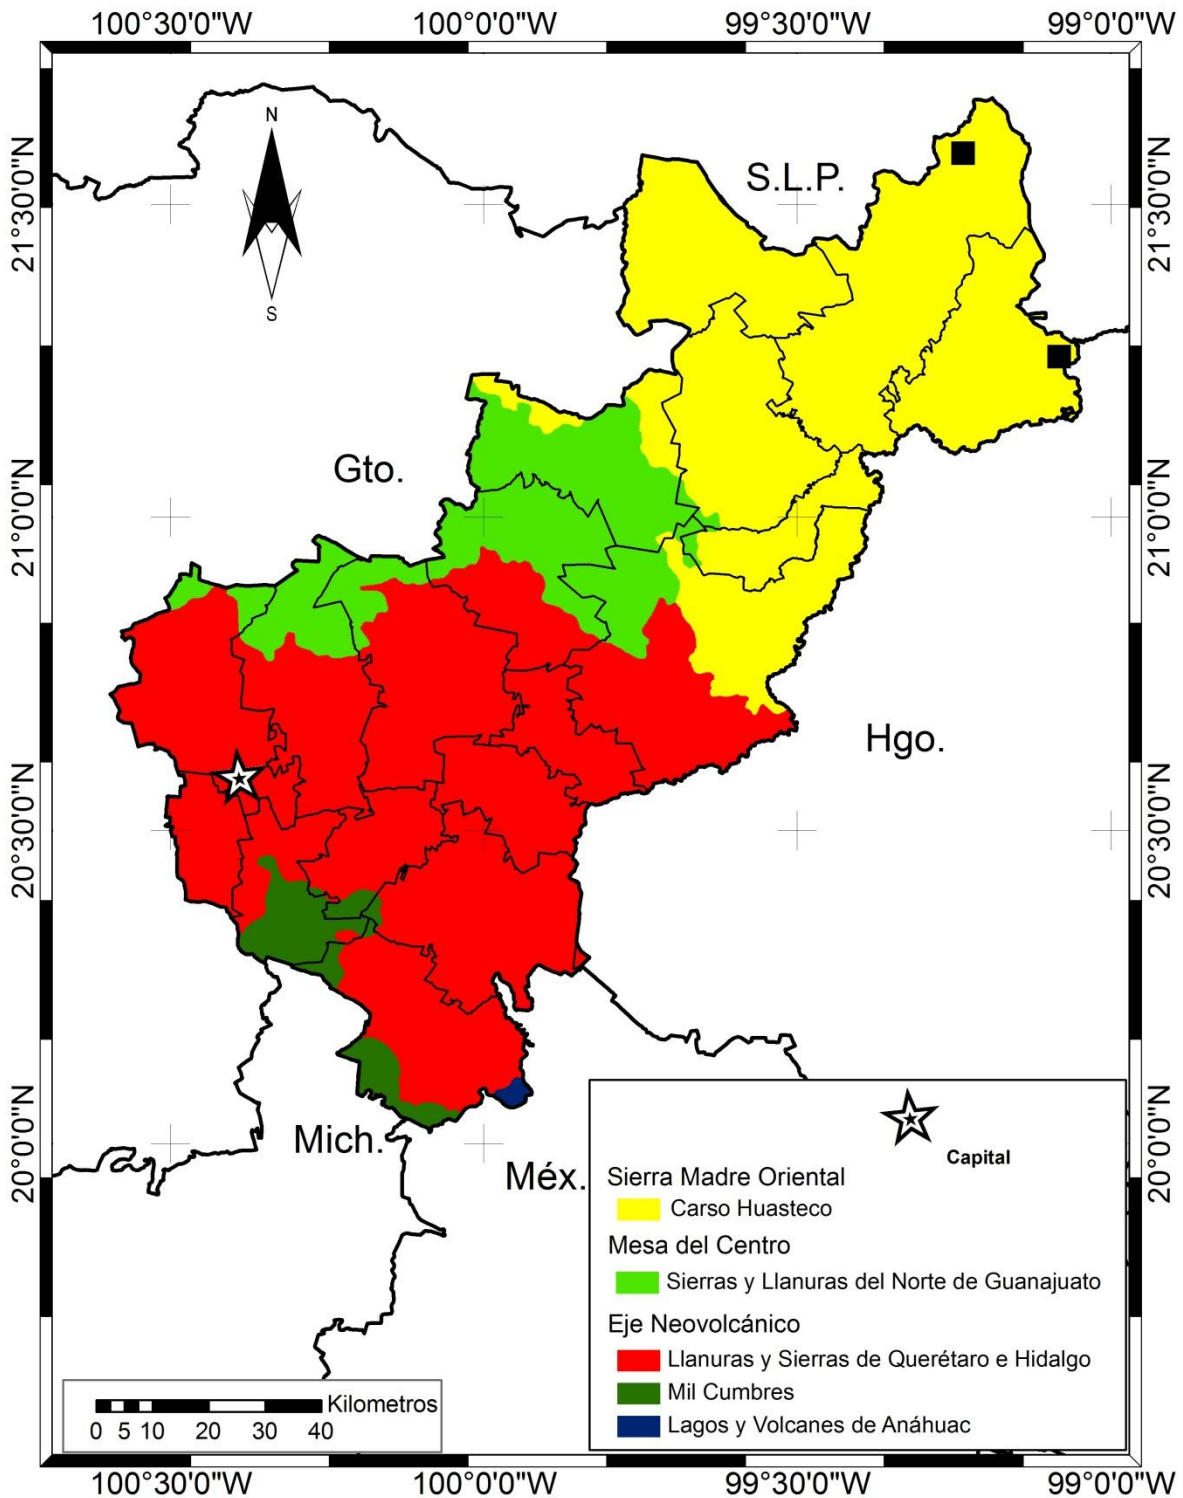 100°30'0"W 100°0'0"W 99°30'0"W 99°0'0"W
N
S
21°30'0"N
21°30'0"N
S.L.P.
Gto.
21°0'0"N
21°0'0"N
Hgo.
20°30'0"N
20°30'0"N
Mich.
Méx.
20°0'0"N
20°0'0"N
Capital
Sierra Madre Oriental
Carso Huasteco
Mesa del Centro
Sierras y Llanuras del Norte de Guanajuato
Eje Neovolcánico
Llanuras y Sierras de Querétaro e Hidalgo
Mil Cumbres
Lagos y Volcanes de Anáhuac
Kilometros
0 5 10 20 30 40
100°30'0"W 100°0'0"W 99°30'0"W 99°0'0"W